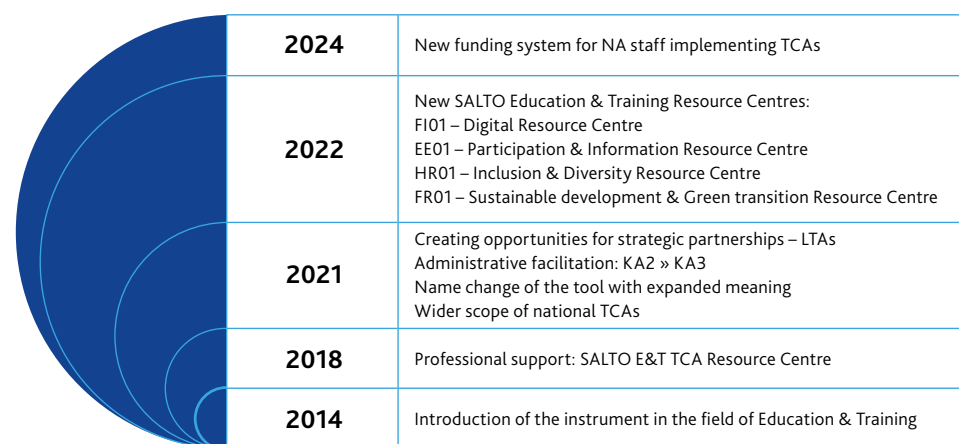 2024
New funding system for NA staff implementing TCAs
2022
New SALTO Education & Training Resource Centres:
FI01 – Digital Resource Centre
EE01 – Participation & Information Resource Centre
HR01 – Inclusion & Diversity Resource Centre
FR01 – Sustainable development & Green transition Resource Centre
2021
Creating opportunities for strategic partnerships – LTAs
Administrative facilitation: KA2 » KA3
Name change of the tool with expanded meaning
Wider scope of national TCAs
2018
Professional support: SALTO E&T TCA Resource Centre
2014
Introduction of the instrument in the field of Education & Training